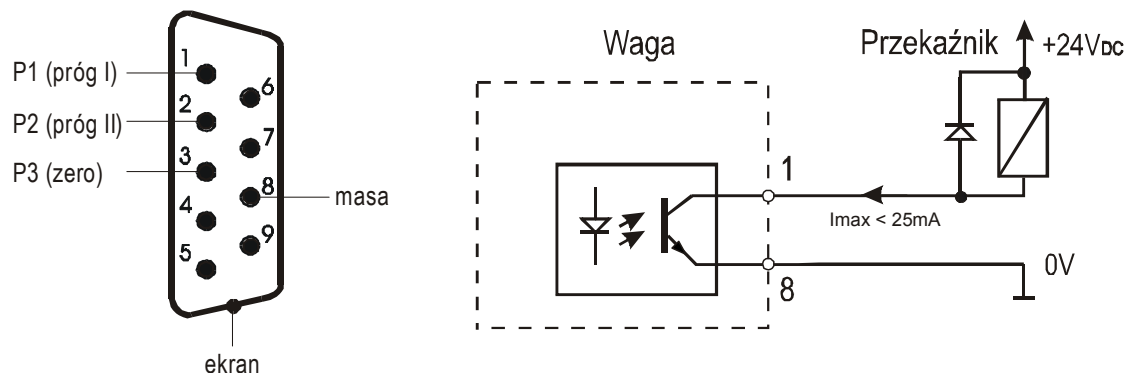 P1 (próg I)
P2 (próg II)
P3 (zero)
1
2
3
4
5
6
7
8
9
masa
ekran
Waga
Przekaźnik
+24VDC
1
Imax < 25mA
8
0V